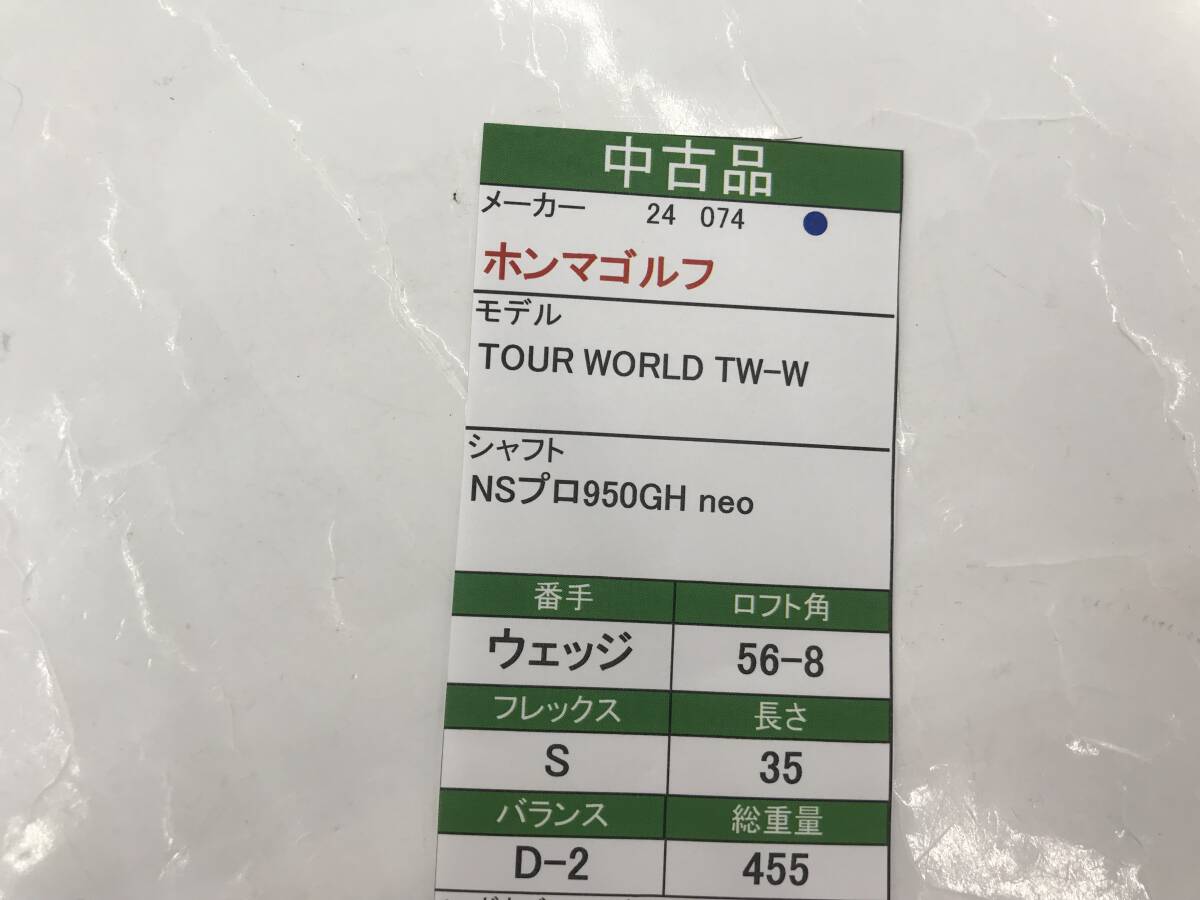 中古品
メーカー 24 074
ホンマゴルフ
モデル
TOUR WORLD TW-W
シャフト
NSプロ950GH neo
番手 ロフト角
ウェッジ 56-8
フレックス 長さ
S 35
バランス 総重量
D-2 455